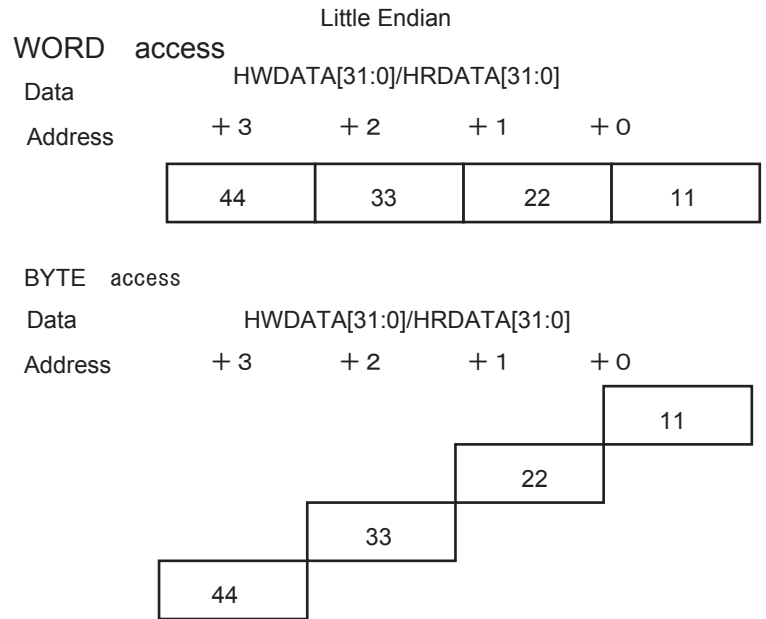 Little Endian
WORD access
Data HWDATA[31:0]/HRDATA[31:0]
Address +3 +2 +1 +0
44 33 22 11
BYTE access
Data HWDATA[31:0]/HRDATA[31:0]
Address +3 +2 +1 +0
11
22
33
44